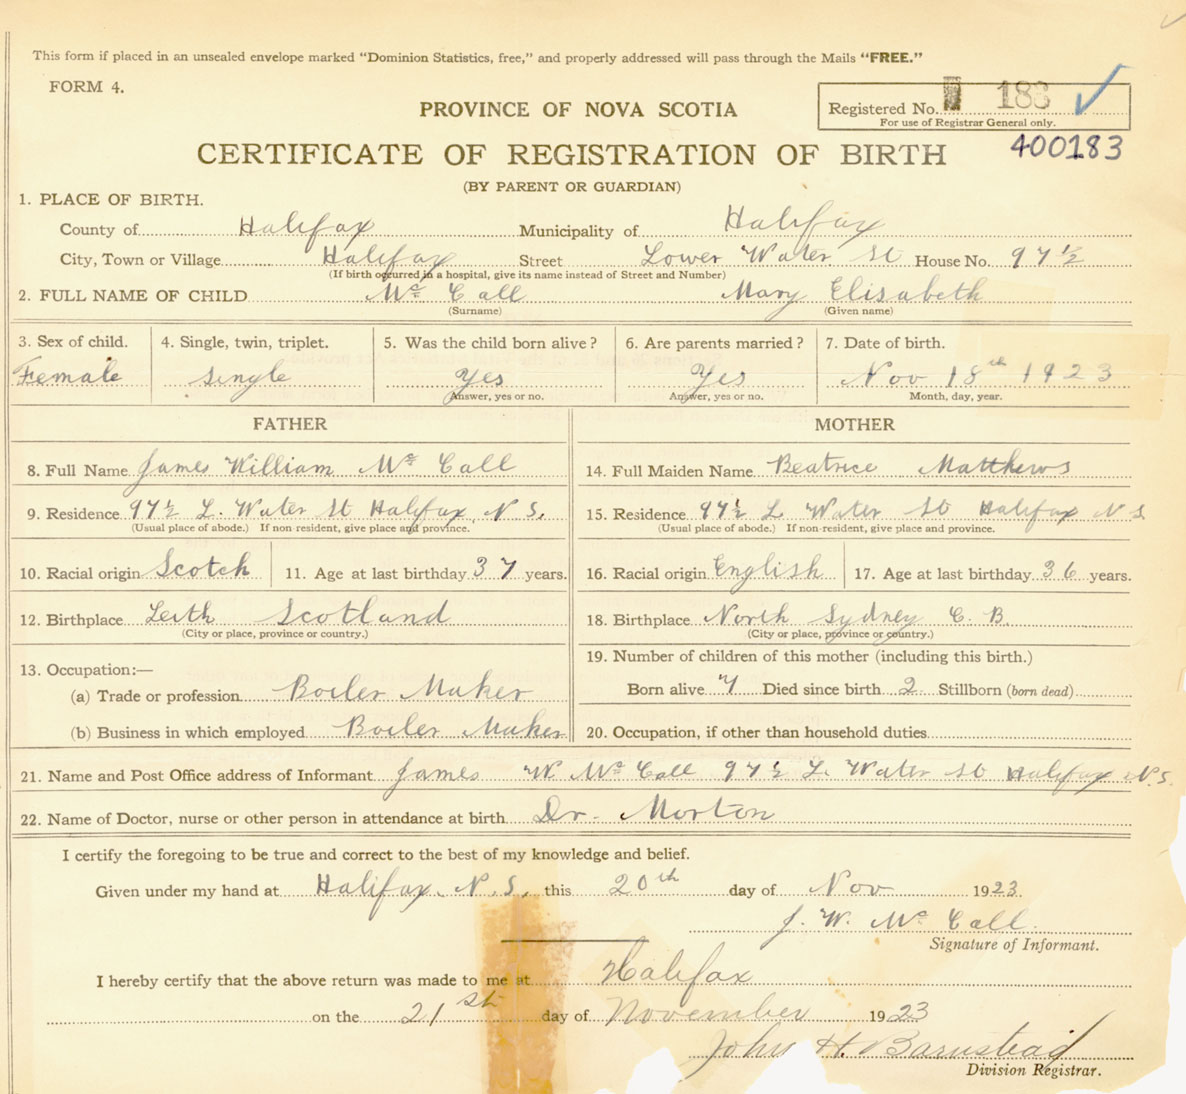 This form if placed in an unsealed envelope marked "Dominion Statistics, free," and properly addressed will pass through the Mails "FREE."
FORM 4.
PROVINCE OF NOVA SCOTIA
Registered No. 183
For use of Registrar General only.
CERTIFICATE OF REGISTRATION OF BIRTH
400183
(BY PARENT OR GUARDIAN)
1. PLACE OF BIRTH.
County of Halifax Municipality of Halifax
City, Town or Village Halifax Street Lower Water St House No. 97½
(If birth occurred in a hospital, give its name instead of Street and Number)
2. FULL NAME OF CHILD Mc Call Mary Elisabeth
(Surname) (Given name)
3. Sex of child. 4. Single, twin, triplet. 5. Was the child born alive? 6. Are parents married? 7. Date of birth.
Female single Yes Yes Nov 18th 1923
Answer, yes or no. Answer, yes or no. Month, day, year.
FATHER MOTHER
8. Full Name James William Mc Call 14. Full Maiden Name Beatrice Matthews
9. Residence 97½ L. Water St Halifax, N S. 15. Residence 97½ L Water St Halifax N S
(Usual place of abode.) If non resident, give place and province. (Usual place of abode.) If non-resident, give place and province.
10. Racial origin Scotch 11. Age at last birthday 37 years. 16. Racial origin English 17. Age at last birthday 36 years.
12. Birthplace Leith Scotland 18. Birthplace North Sydney C. B.
(City or place, province or country.) (City or place, province or country.)
13. Occupation:— 19. Number of children of this mother (including this birth.)
(a) Trade or profession Boiler Maker Born alive 7 Died since birth 2 Stillborn (born dead)
(b) Business in which employed Boiler Maker 20. Occupation, if other than household duties
21. Name and Post Office address of Informant James W. Mc Call 97½ L. Water St Halifax N.S.
22. Name of Doctor, nurse or other person in attendance at birth Dr. Morton
I certify the foregoing to be true and correct to the best of my knowledge and belief.
Given under my hand at Halifax, N. S. this 20th day of Nov 1923
J. W. Mc Call.
Signature of Informant.
I hereby certify that the above return was made to me at Halifax
on the 21st day of November 1923
John H. Barnstead
Division Registrar.